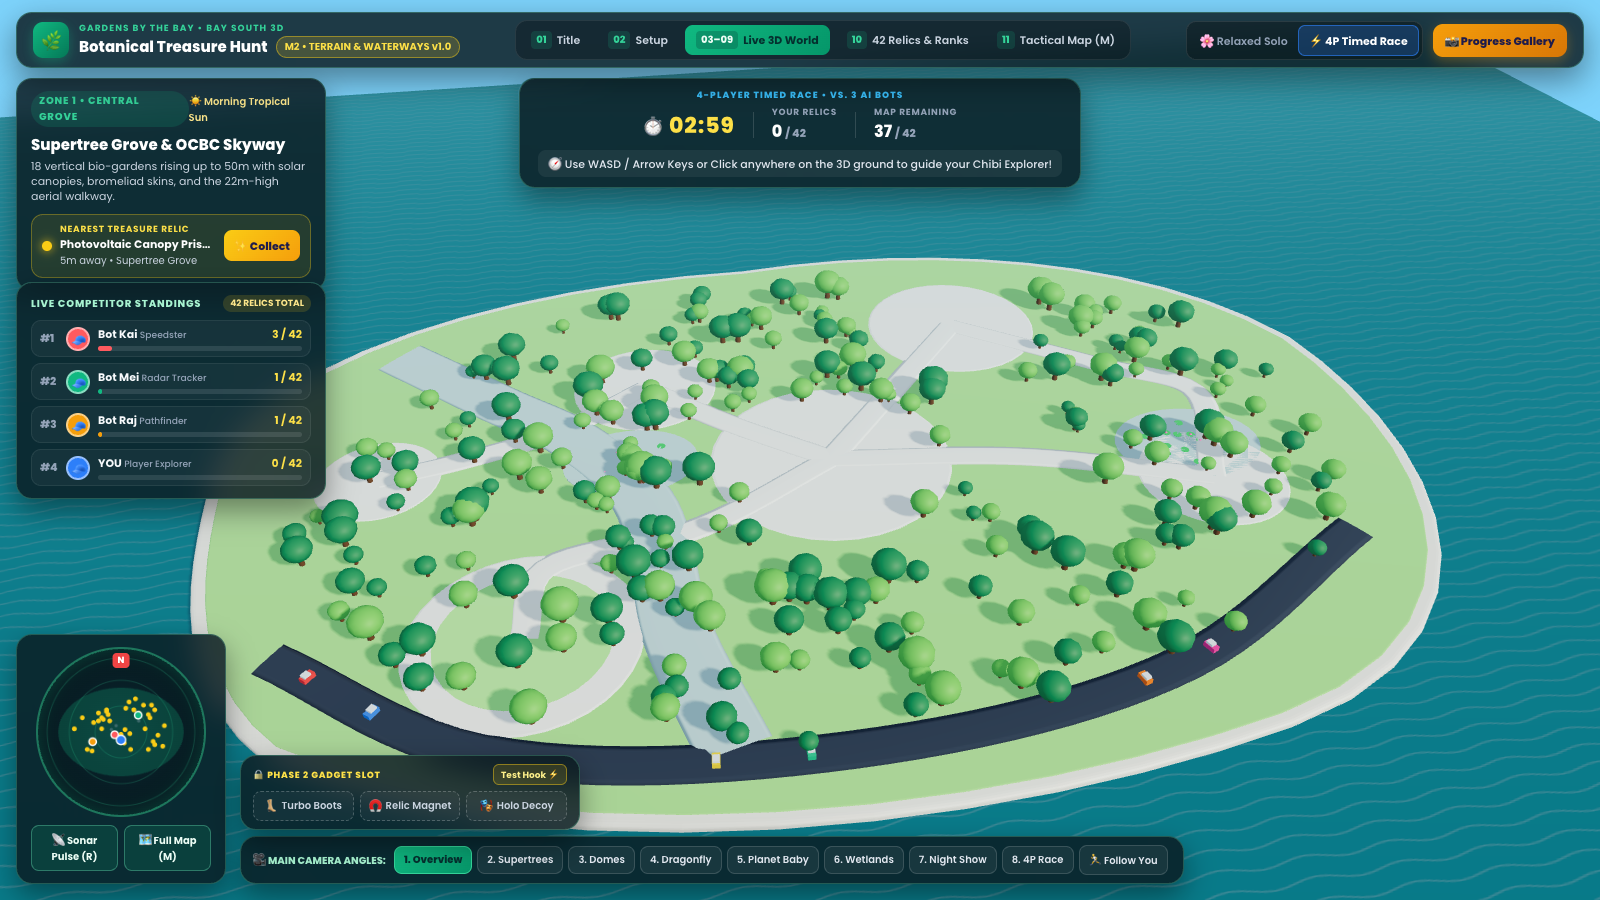 GARDENS BY THE BAY • BAY SOUTH 3D
Botanical Treasure Hunt
M2 • TERRAIN & WATERWAYS v1.0
01 Title
02 Setup
03–09 Live 3D World
10 42 Relics & Ranks
11 Tactical Map (M)
Relaxed Solo
4P Timed Race
Progress Gallery
ZONE 1 • CENTRAL
GROVE
Morning Tropical
Sun
Supertree Grove & OCBC Skyway
18 vertical bio-gardens rising up to 50m with solar
canopies, bromeliad skins, and the 22m-high
aerial walkway.
NEAREST TREASURE RELIC
Photovoltaic Canopy Pris...
5m away • Supertree Grove
Collect
4-PLAYER TIMED RACE • VS. 3 AI BOTS
02:59
YOUR RELICS
0 / 42
MAP REMAINING
37 / 42
Use WASD / Arrow Keys or Click anywhere on the 3D ground to guide your Chibi Explorer!
LIVE COMPETITOR STANDINGS
42 RELICS TOTAL
#1 Bot Kai Speedster 3 / 42
#2 Bot Mei Radar Tracker 1 / 42
#3 Bot Raj Pathfinder 1 / 42
#4 YOU Player Explorer 0 / 42
N
Sonar
Pulse (R)
Full Map
(M)
PHASE 2 GADGET SLOT
Test Hook
Turbo Boots
Relic Magnet
Holo Decoy
MAIN CAMERA ANGLES:
1. Overview
2. Supertrees
3. Domes
4. Dragonfly
5. Planet Baby
6. Wetlands
7. Night Show
8. 4P Race
Follow You